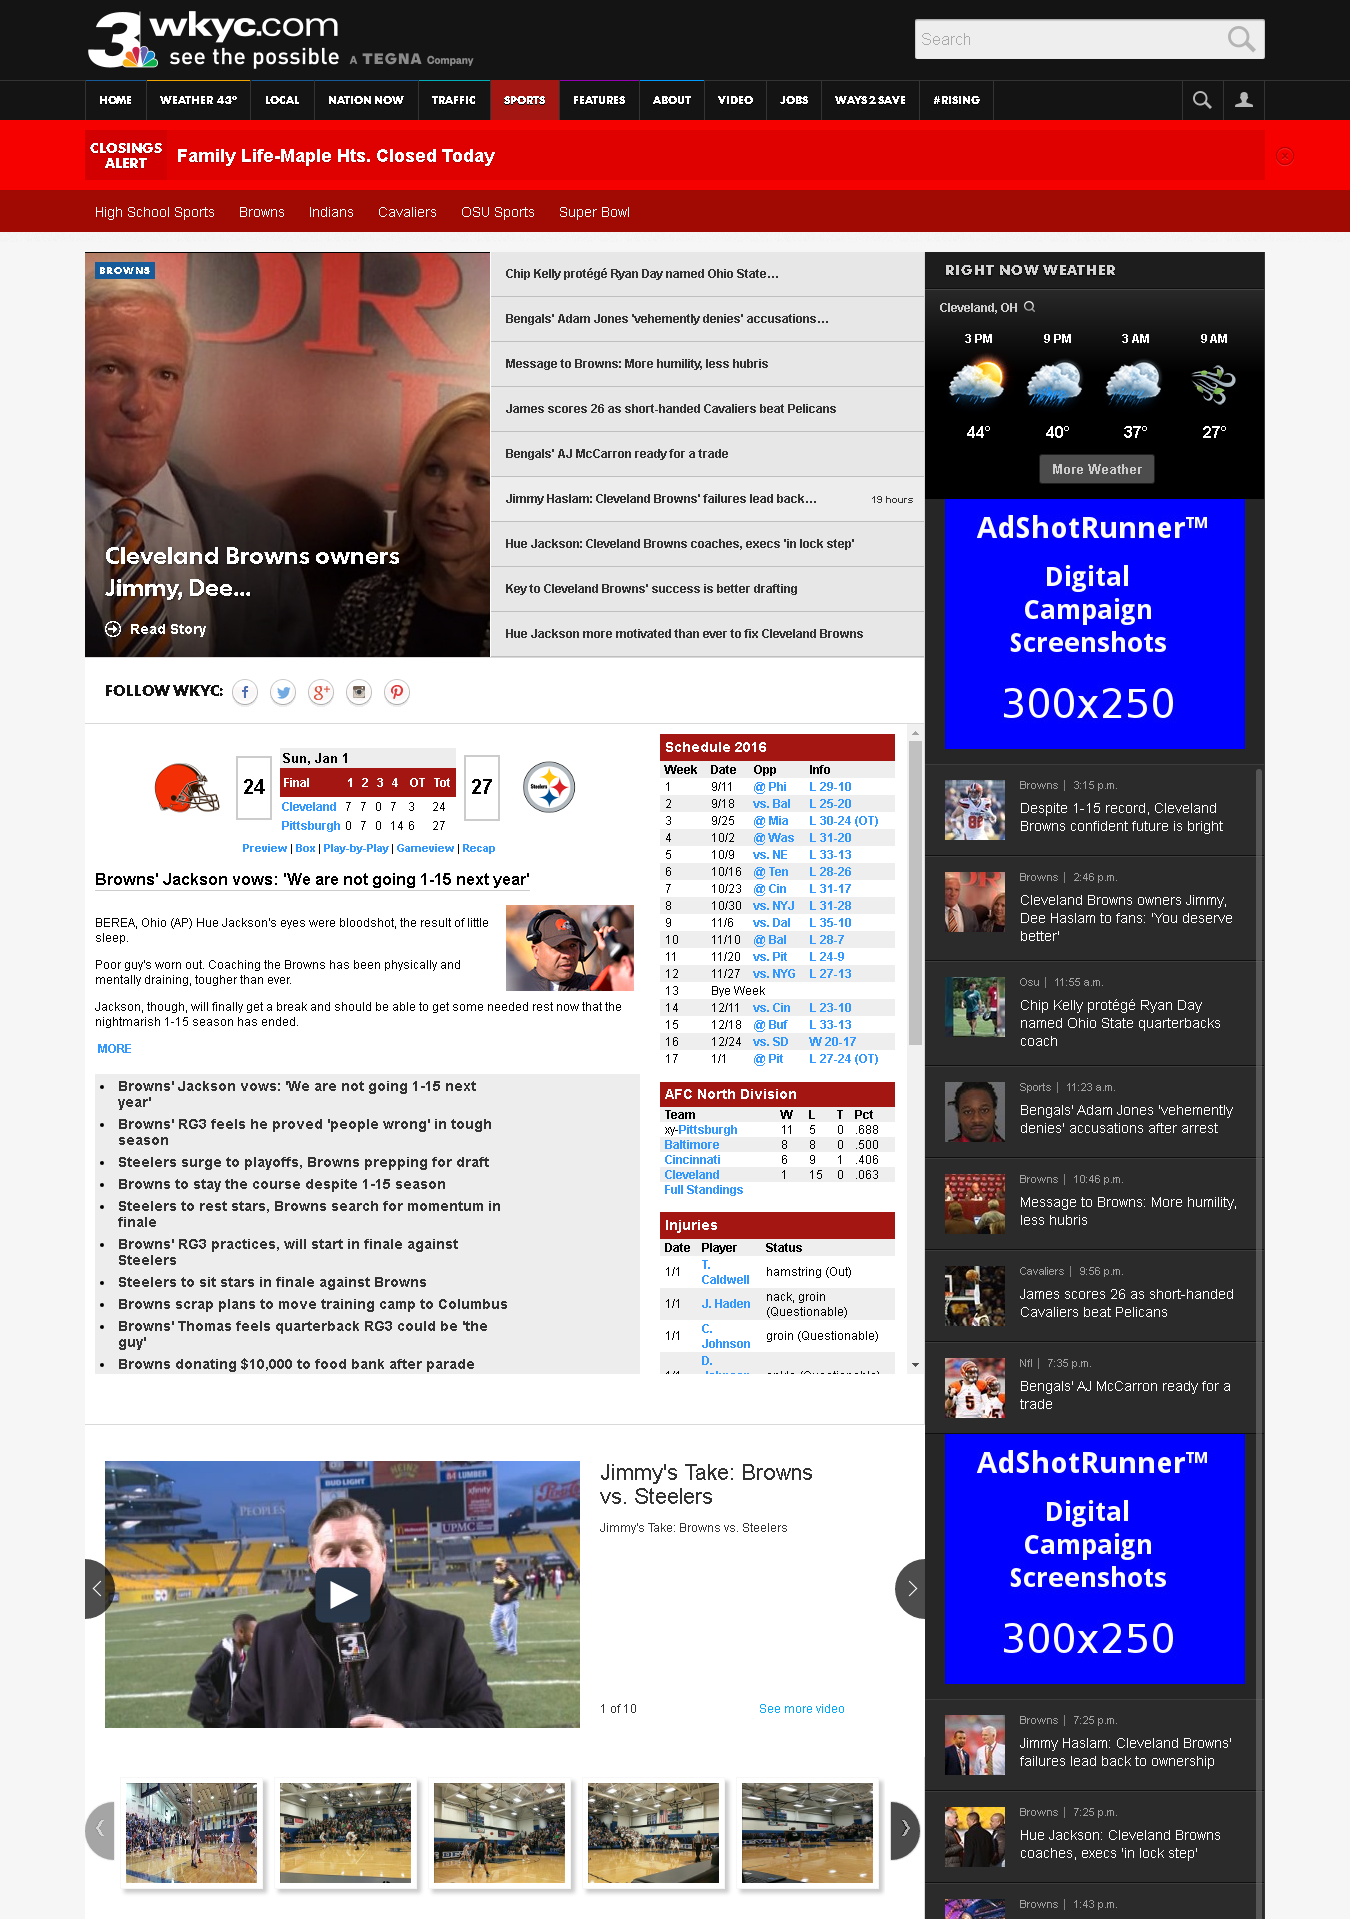 3 wkyc.com
see the possible A TEGNA Company
Search
HOME WEATHER 43° LOCAL NATION NOW TRAFFIC SPORTS FEATURES ABOUT VIDEO JOBS WAYS 2 SAVE #RISING
CLOSINGS ALERT
Family Life-Maple Hts. Closed Today
High School Sports Browns Indians Cavaliers OSU Sports Super Bowl
BROWNS
Cleveland Browns owners
Jimmy, Dee...
Read Story
Chip Kelly protégé Ryan Day named Ohio State...
Bengals' Adam Jones 'vehemently denies' accusations...
Message to Browns: More humility, less hubris
James scores 26 as short-handed Cavaliers beat Pelicans
Bengals' AJ McCarron ready for a trade
Jimmy Haslam: Cleveland Browns' failures lead back... 19 hours
Hue Jackson: Cleveland Browns coaches, execs 'in lock step'
Key to Cleveland Browns' success is better drafting
Hue Jackson more motivated than ever to fix Cleveland Browns
FOLLOW WKYC:
Sun, Jan 1
24
Final 1 2 3 4 OT Tot
27
Steelers
Cleveland 7 7 0 7 3 24
Pittsburgh 0 7 0 14 6 27
Preview | Box | Play-by-Play | Gameview | Recap
Browns' Jackson vows: 'We are not going 1-15 next year'
BEREA, Ohio (AP) Hue Jackson's eyes were bloodshot, the result of little
sleep.
Poor guy's worn out. Coaching the Browns has been physically and
mentally draining, tougher than ever.
Jackson, though, will finally get a break and should be able to get some needed rest now that the
nightmarish 1-15 season has ended.
MORE
Browns' Jackson vows: 'We are not going 1-15 next
year'
Browns' RG3 feels he proved 'people wrong' in tough
season
Steelers surge to playoffs, Browns prepping for draft
Browns to stay the course despite 1-15 season
Steelers to rest stars, Browns search for momentum in
finale
Browns' RG3 practices, will start in finale against
Steelers
Steelers to sit stars in finale against Browns
Browns scrap plans to move training camp to Columbus
Browns' Thomas feels quarterback RG3 could be 'the
guy'
Browns donating $10,000 to food bank after parade
Schedule 2016
Week Date Opp Info
1 9/11 @ Phi L 29-10
2 9/18 vs. Bal L 25-20
3 9/25 @ Mia L 30-24 (OT)
4 10/2 @ Was L 31-20
5 10/9 vs. NE L 33-13
6 10/16 @ Ten L 28-26
7 10/23 @ Cin L 31-17
8 10/30 vs. NYJ L 31-28
9 11/6 vs. Dal L 35-10
10 11/10 @ Bal L 28-7
11 11/20 vs. Pit L 24-9
12 11/27 vs. NYG L 27-13
13 Bye Week
14 12/11 vs. Cin L 23-10
15 12/18 @ Buf L 33-13
16 12/24 vs. SD W 20-17
17 1/1 @ Pit L 27-24 (OT)
AFC North Division
Team W L T Pct
xy-Pittsburgh 11 5 0 .688
Baltimore 8 8 0 .500
Cincinnati 6 9 1 .406
Cleveland 1 15 0 .063
Full Standings
Injuries
Date Player Status
1/1 T. Caldwell hamstring (Out)
1/1 J. Haden nack, groin (Questionable)
1/1 C. Johnson groin (Questionable)
D.
Jimmy's Take: Browns
vs. Steelers
Jimmy's Take: Browns vs. Steelers
BUD LIGHT
HEINZ
84 LUMBER
xfinity
PEOPLES
UPMC
3
1 of 10
See more video
RIGHT NOW WEATHER
Cleveland, OH
3 PM 9 PM 3 AM 9 AM
44° 40° 37° 27°
More Weather
AdShotRunner™
Digital
Campaign
Screenshots
300x250
Browns | 3:15 p.m.
Despite 1-15 record, Cleveland
Browns confident future is bright
Browns | 2:46 p.m.
Cleveland Browns owners Jimmy,
Dee Haslam to fans: 'You deserve
better'
Osu | 11:55 a.m.
Chip Kelly protégé Ryan Day
named Ohio State quarterbacks
coach
Sports | 11:23 a.m.
Bengals' Adam Jones 'vehemently
denies' accusations after arrest
Browns | 10:46 p.m.
Message to Browns: More humility,
less hubris
Cavaliers | 9:56 p.m.
James scores 26 as short-handed
Cavaliers beat Pelicans
Nfl | 7:35 p.m.
Bengals' AJ McCarron ready for a
trade
AdShotRunner™
Digital
Campaign
Screenshots
300x250
Browns | 7:25 p.m.
Jimmy Haslam: Cleveland Browns'
failures lead back to ownership
Browns | 7:25 p.m.
Hue Jackson: Cleveland Browns
coaches, execs 'in lock step'
Browns | 1:43 p.m.